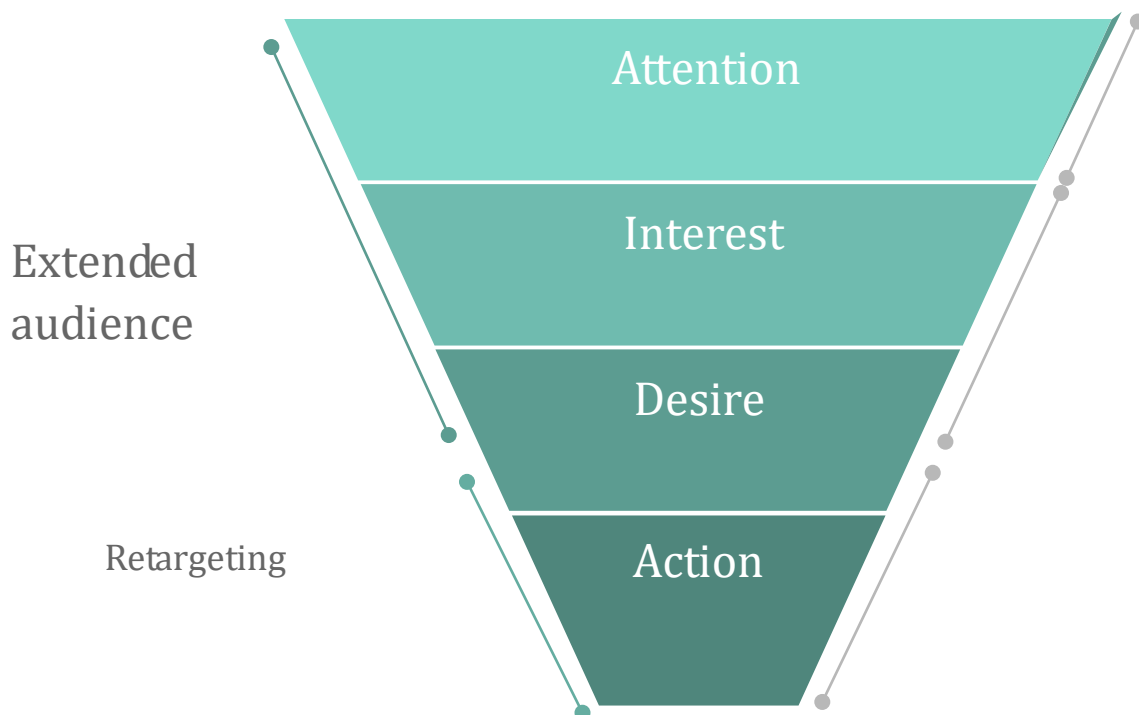 Attention
Interest
Extended
audience
Desire
Retargeting
Action